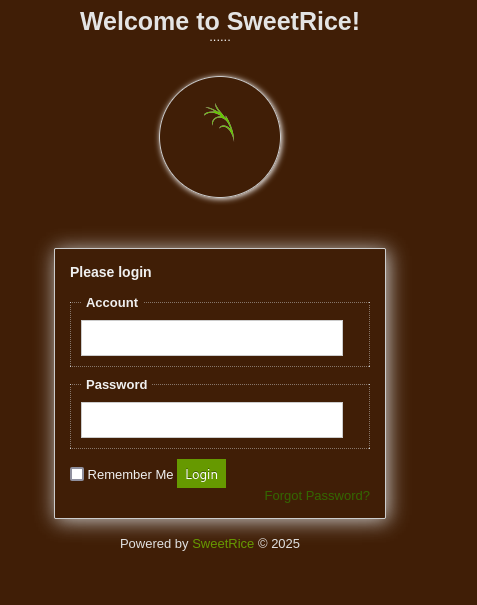 Welcome to SweetRice!
......
Please login
Account
Password
Remember Me Login
Forgot Password?
Powered by SweetRice © 2025